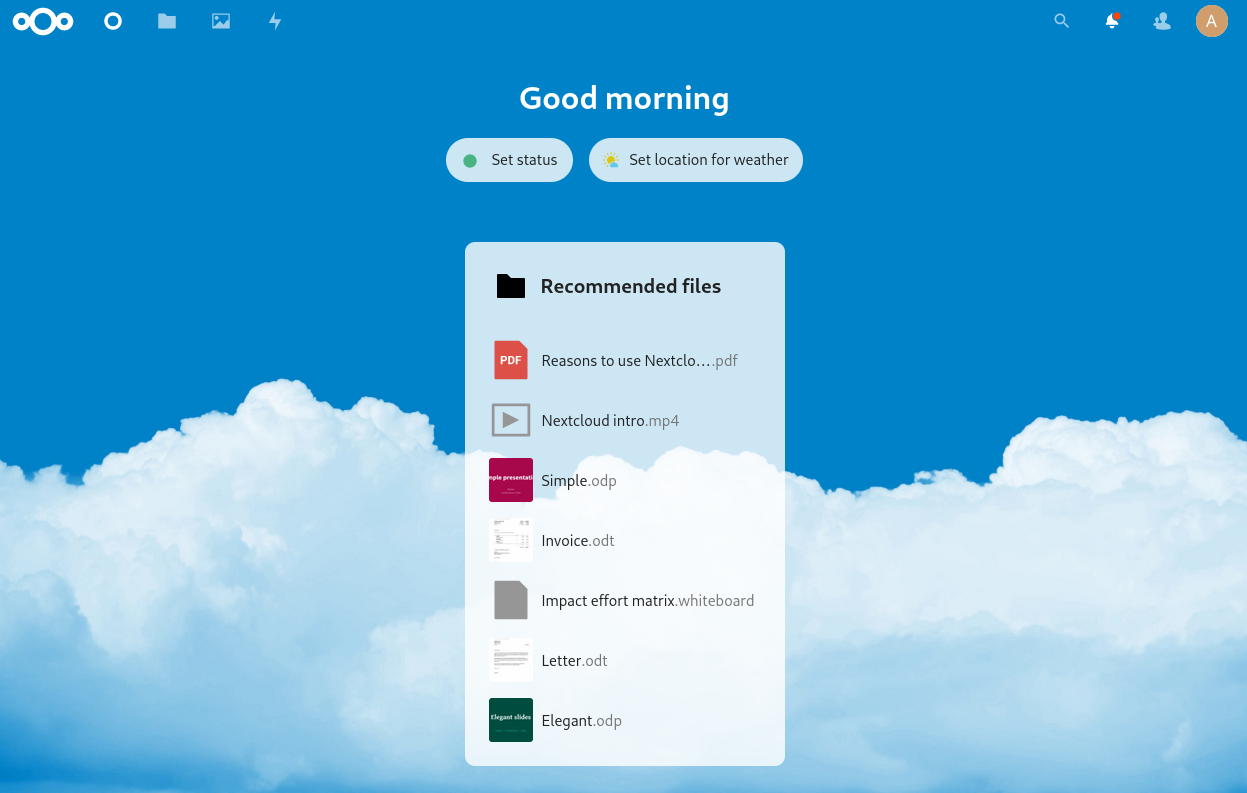 A
Good morning
Set status
Set location for weather
Recommended files
PDF
Reasons to use Nextclo....pdf
Nextcloud intro.mp4
mple presentati
Simple.odp
Invoice.odt
Impact effort matrix.whiteboard
Letter.odt
Elegant slides
Elegant.odp